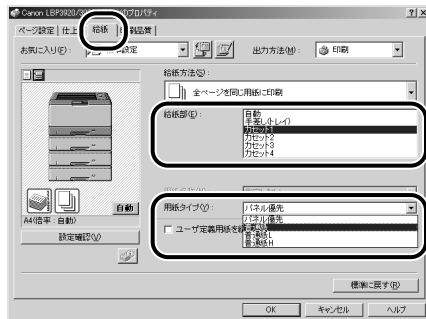 Canon LBP3920/39 のプロパティ
ページ設定 仕上 給紙 印刷品質
お気に入り(F): 設定 出力方法(M): 印刷
給紙方法(S):
全ページを同じ用紙に印刷
給紙部(E): 自動
手差し(トレイ)
カセット1
カセット2
カセット3
カセット4
自動
A4(倍率:自動)
設定確認(V)
用紙タイプ(Y): パネル優先
パネル優先
ユーザ定義用紙を
普通紙L
普通紙H
標準に戻す(R)
OK キャンセル ヘルプ